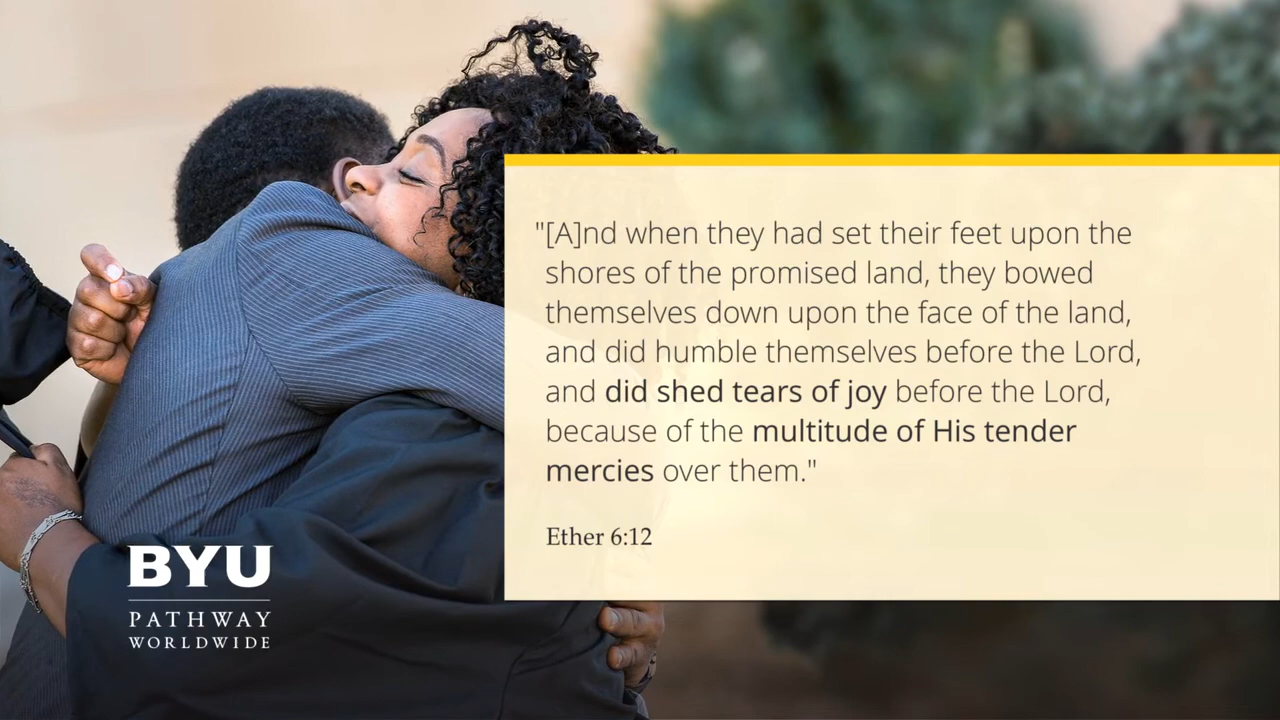 "[A]nd when they had set their feet upon the
shores of the promised land, they bowed
themselves down upon the face of the land,
and did humble themselves before the Lord,
and did shed tears of joy before the Lord,
because of the multitude of His tender
mercies over them."
Ether 6:12
BYU
PATHWAY
WORLDWIDE